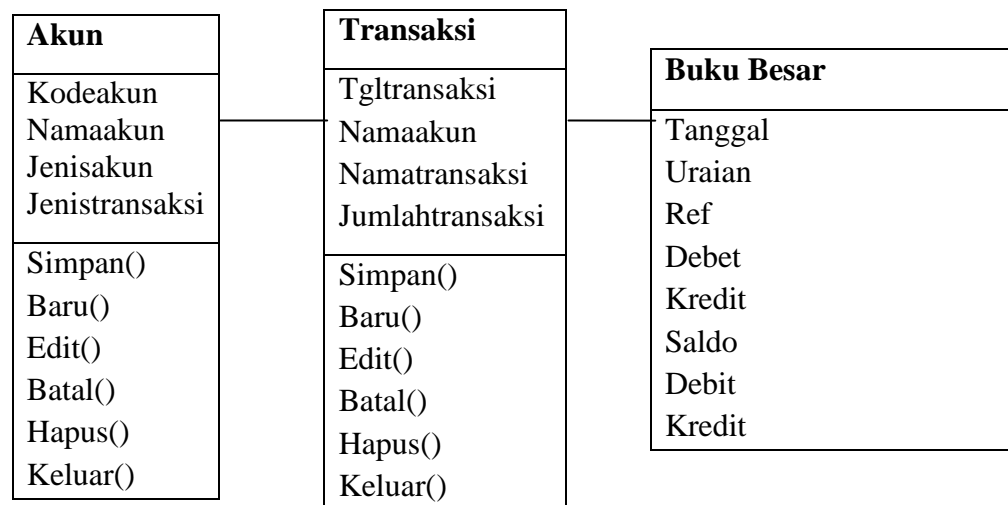 Akun
Kodeakun
Namaakun
Jenisakun
Jenistransaksi
Simpan()
Baru()
Edit()
Batal()
Hapus()
Keluar()
Transaksi
Tgltransaksi
Namaakun
Namatransaksi
Jumlahtransaksi
Simpan()
Baru()
Edit()
Batal()
Hapus()
Keluar()
Buku Besar
Tanggal
Uraian
Ref
Debet
Kredit
Saldo
Debit
Kredit